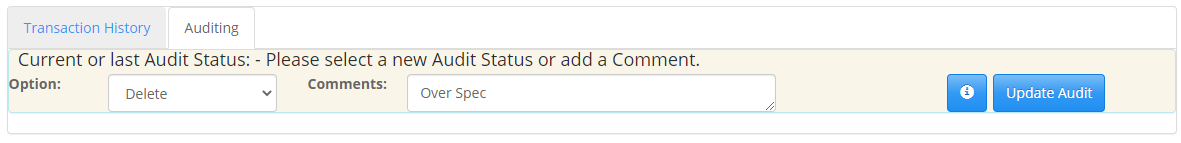 Transaction History Auditing
Current or last Audit Status: - Please select a new Audit Status or add a Comment.
Option: Delete Comments: Over Spec Update Audit